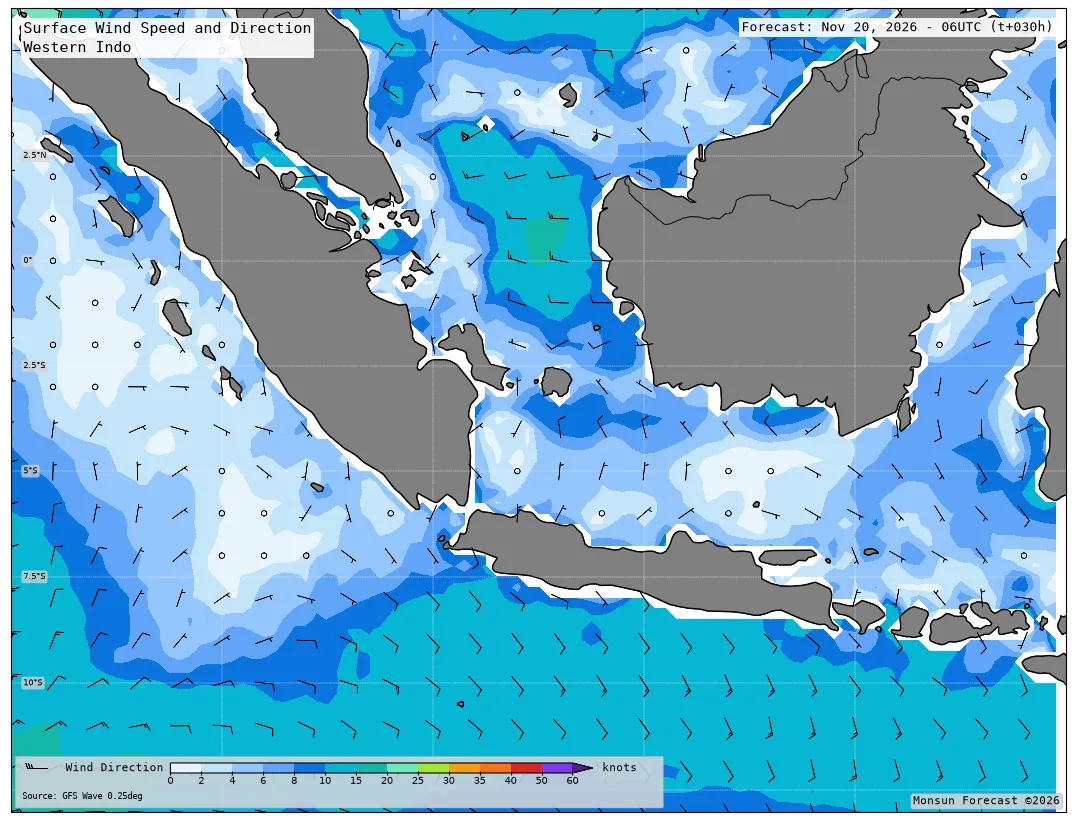 Surface Wind Speed and Direction
Western Indo
Forecast: Nov 20, 2026 - 06UTC (t+030h)
2.5°N
0°
2.5°S
5°S
7.5°S
10°S
Wind Direction
0 2 4 6 8 10 15 20 25 30 35 40 50 60
knots
Source: GFS Wave 0.25deg
Monsun Forecast ©2026